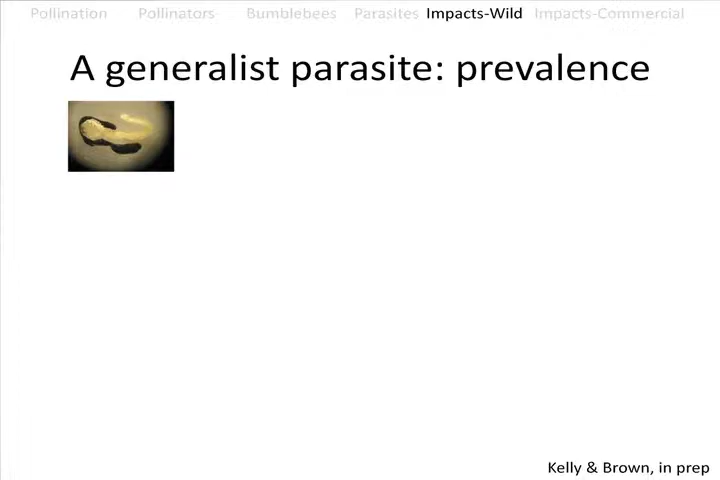 Pollination Pollinators Bumblebees Parasites Impacts-Wild Impacts-Commercial
A generalist parasite: prevalence
Kelly & Brown, in prep